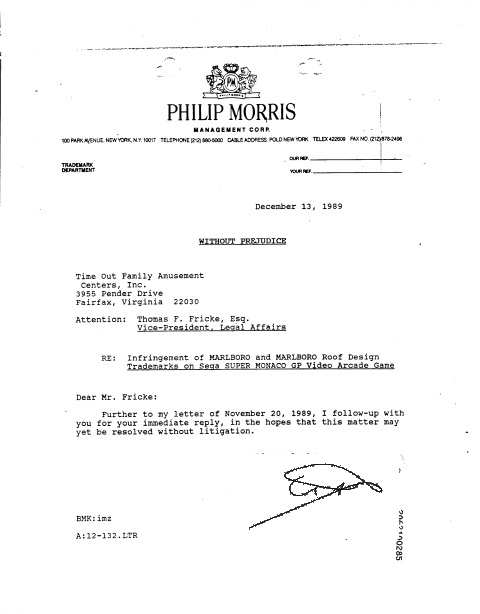 PM
PHILIP MORRIS
MANAGEMENT CORP.
100 PARK AVENUE, NEW YORK, N.Y. 10017 TELEPHONE (212) 880-5000 CABLE ADDRESS: POLD NEW YORK TELEX 422609 FAX NO. (212) 878-2496
OUR REF.
TRADEMARK
DEPARTMENT
YOUR REF.
December 13, 1989
WITHOUT PREJUDICE
Time Out Family Amusement
Centers, Inc.
3955 Pender Drive
Fairfax, Virginia 22030
Attention: Thomas F. Fricke, Esq.
Vice-President, Legal Affairs
RE: Infringement of MARLBORO and MARLBORO Roof Design
Trademarks on Sega SUPER MONACO GP Video Arcade Game
Dear Mr. Fricke:
Further to my letter of November 20, 1989, I follow-up with
you for your immediate reply, in the hopes that this matter may
yet be resolved without litigation.
BMK:imz
A:12-132.LTR